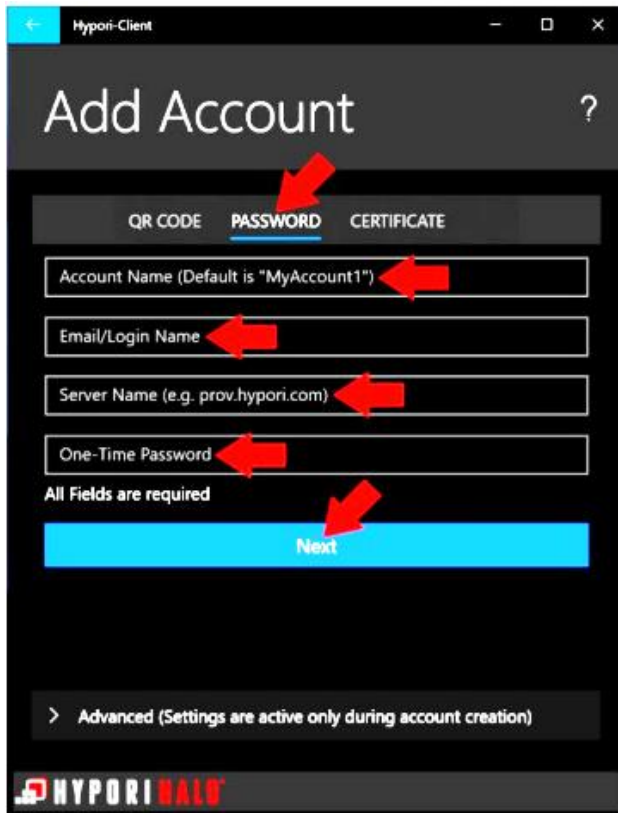 Hypori-Client
Add Account
?
QR CODE PASSWORD CERTIFICATE
Account Name (Default is "MyAccount1")
Email/Login Name
Server Name (e.g. prov.hypori.com)
One-Time Password
All Fields are required
Next
Advanced (Settings are active only during account creation)
HYPORI HALO